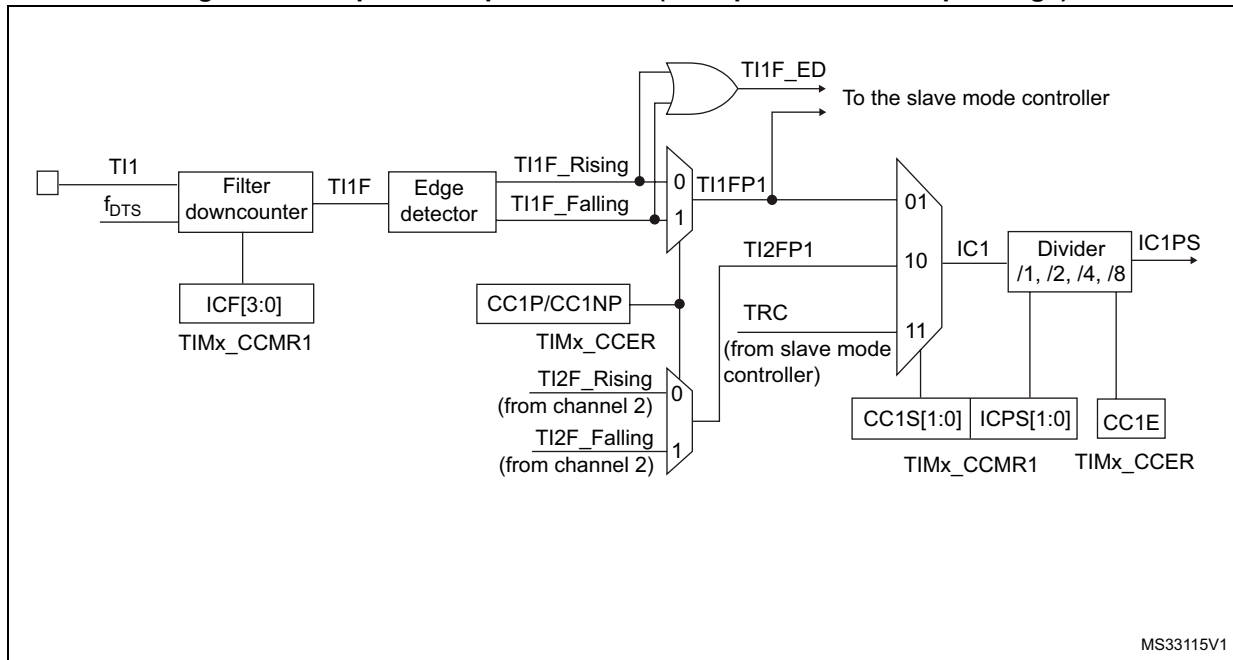 TI1F_ED
To the slave mode controller
TI1
f_DTS
Filter
downcounter
TI1F
Edge
detector
TI1F_Rising
TI1F_Falling
0
1
TI1FP1
ICF[3:0]
TIMx_CCMR1
CC1P/CC1NP
TIMx_CCER
TI2F_Rising
(from channel 2)
TI2F_Falling
(from channel 2)
0
1
TI2FP1
TRC
(from slave mode
controller)
01
10
11
IC1
Divider
/1, /2, /4, /8
IC1PS
CC1S[1:0]
ICPS[1:0]
CC1E
TIMx_CCMR1
TIMx_CCER
MS33115V1